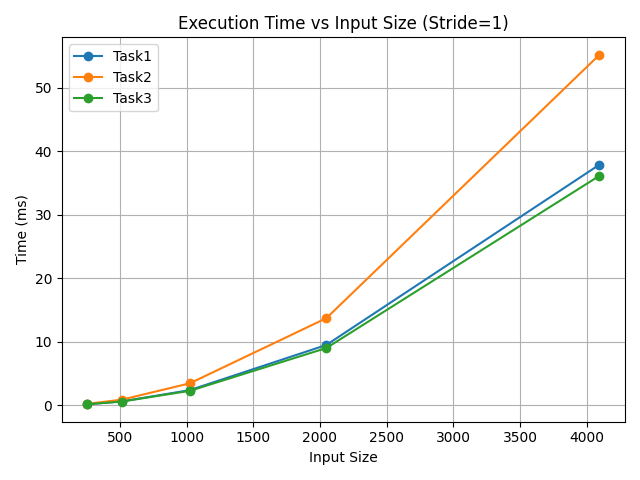 Execution Time vs Input Size (Stride=1)
Task1
Task2
Task3
Time (ms)
50
40
30
20
10
0
500 1000 1500 2000 2500 3000 3500 4000
Input Size